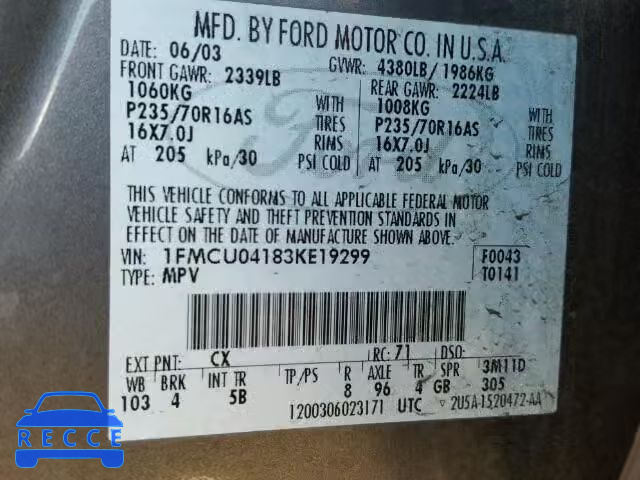 MFD. BY FORD MOTOR CO. IN U.S.A.
DATE: 06/03 GVWR: 4380LB/ 1986KG
FRONT GAWR: 2339LB REAR GAWR: 2224LB
1060KG WITH 1008KG WITH
P235/70R16AS TIRES P235/70R16AS TIRES
16X7.0J RIMS 16X7.0J RIMS
AT 205 kPa/30 PSI COLD AT 205 kPa/30 PSI COLD
Ford
THIS VEHICLE CONFORMS TO ALL APPLICABLE FEDERAL MOTOR
VEHICLE SAFETY AND THEFT PREVENTION STANDARDS IN
EFFECT ON THE DATE OF MANUFACTURE SHOWN ABOVE.
VIN: 1FMCU04183KE19299 F0043
TYPE: MPV T0141
EXT PNT: CX RC: 71 DSO:
WB BRK INT TR TP/PS R AXLE TR SPR 3M11D
103 4 5B 8 96 4 GB 305
1200306023171 UTC 2U5A-1520472-AA
RECCE